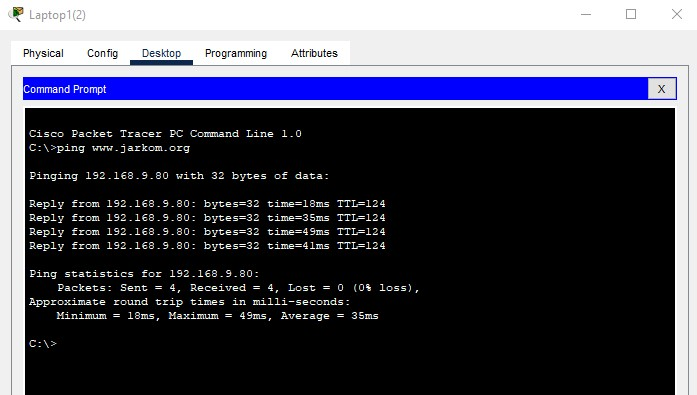 Laptop1(2)
Physical Config Desktop Programming Attributes
Command Prompt
X
Cisco Packet Tracer PC Command Line 1.0
C:\>ping www.jarkom.org
Pinging 192.168.9.80 with 32 bytes of data:
Reply from 192.168.9.80: bytes=32 time=18ms TTL=124
Reply from 192.168.9.80: bytes=32 time=35ms TTL=124
Reply from 192.168.9.80: bytes=32 time=49ms TTL=124
Reply from 192.168.9.80: bytes=32 time=41ms TTL=124
Ping statistics for 192.168.9.80:
Packets: Sent = 4, Received = 4, Lost = 0 (0% loss),
Approximate round trip times in milli-seconds:
Minimum = 18ms, Maximum = 49ms, Average = 35ms
C:\>